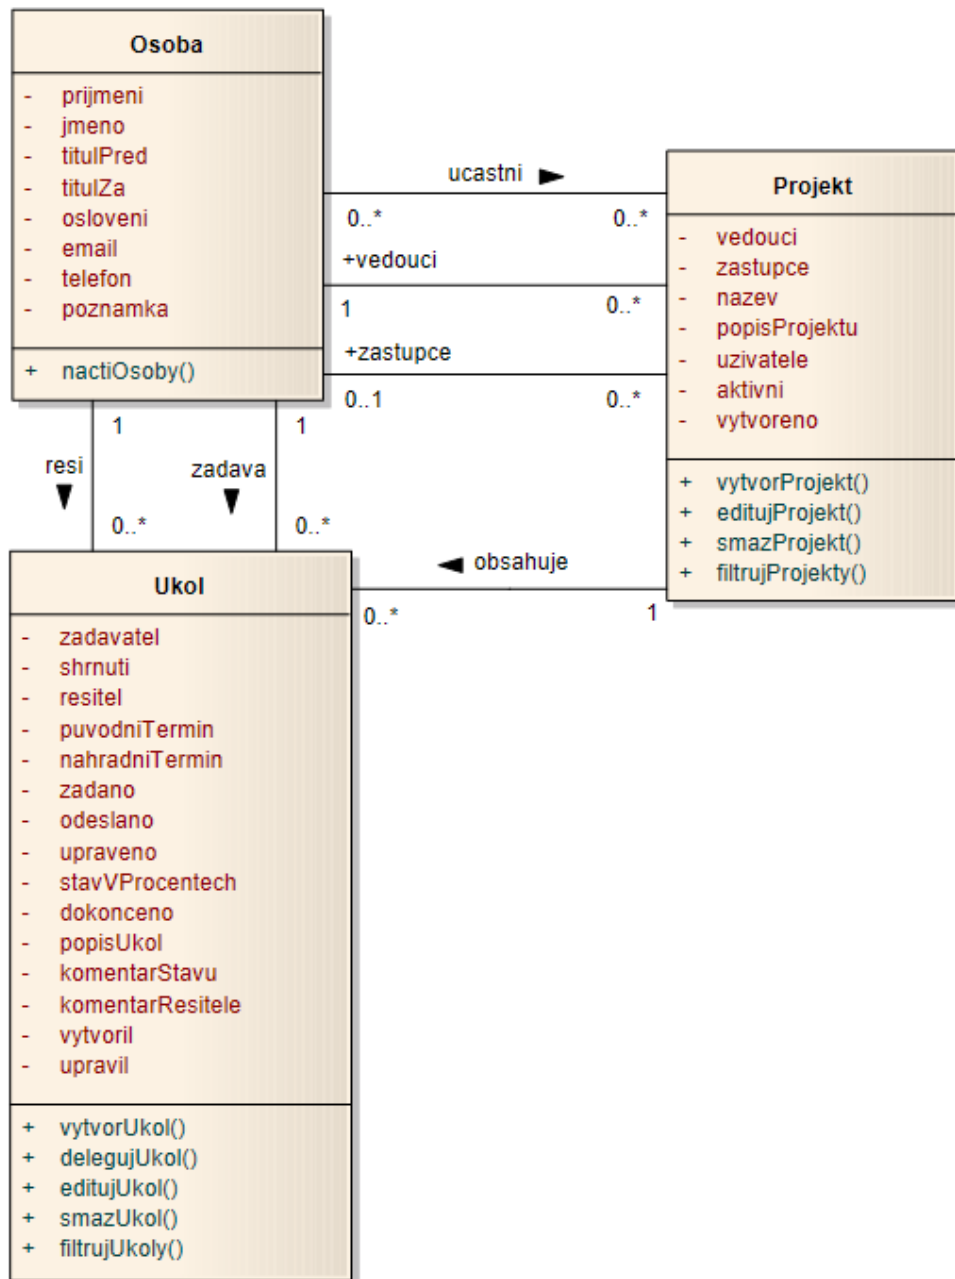 Osoba
- prijmeni
- jmeno
- titulPred
- titulZa
- osloveni
- email
- telefon
- poznamka
+ nactiOsoby()
ucastni
0..* 0..*
+vedouci
1 0..*
+zastupce
0..1 0..*
Projekt
- vedouci
- zastupce
- nazev
- popisProjektu
- uzivatele
- aktivni
- vytvoreno
+ vytvorProjekt()
+ editujProjekt()
+ smazProjekt()
+ filtrujProjekty()
1 1
resi zadava
0..* 0..*
obsahuje
0..* 1
Ukol
- zadavatel
- shrnuti
- resitel
- puvodniTermin
- nahradniTermin
- zadano
- odeslano
- upraveno
- stavVProcentech
- dokonceno
- popisUkol
- komentarStavu
- komentarResitele
- vytvoril
- upravil
+ vytvorUkol()
+ delegujUkol()
+ editujUkol()
+ smazUkol()
+ filtrujUkoly()